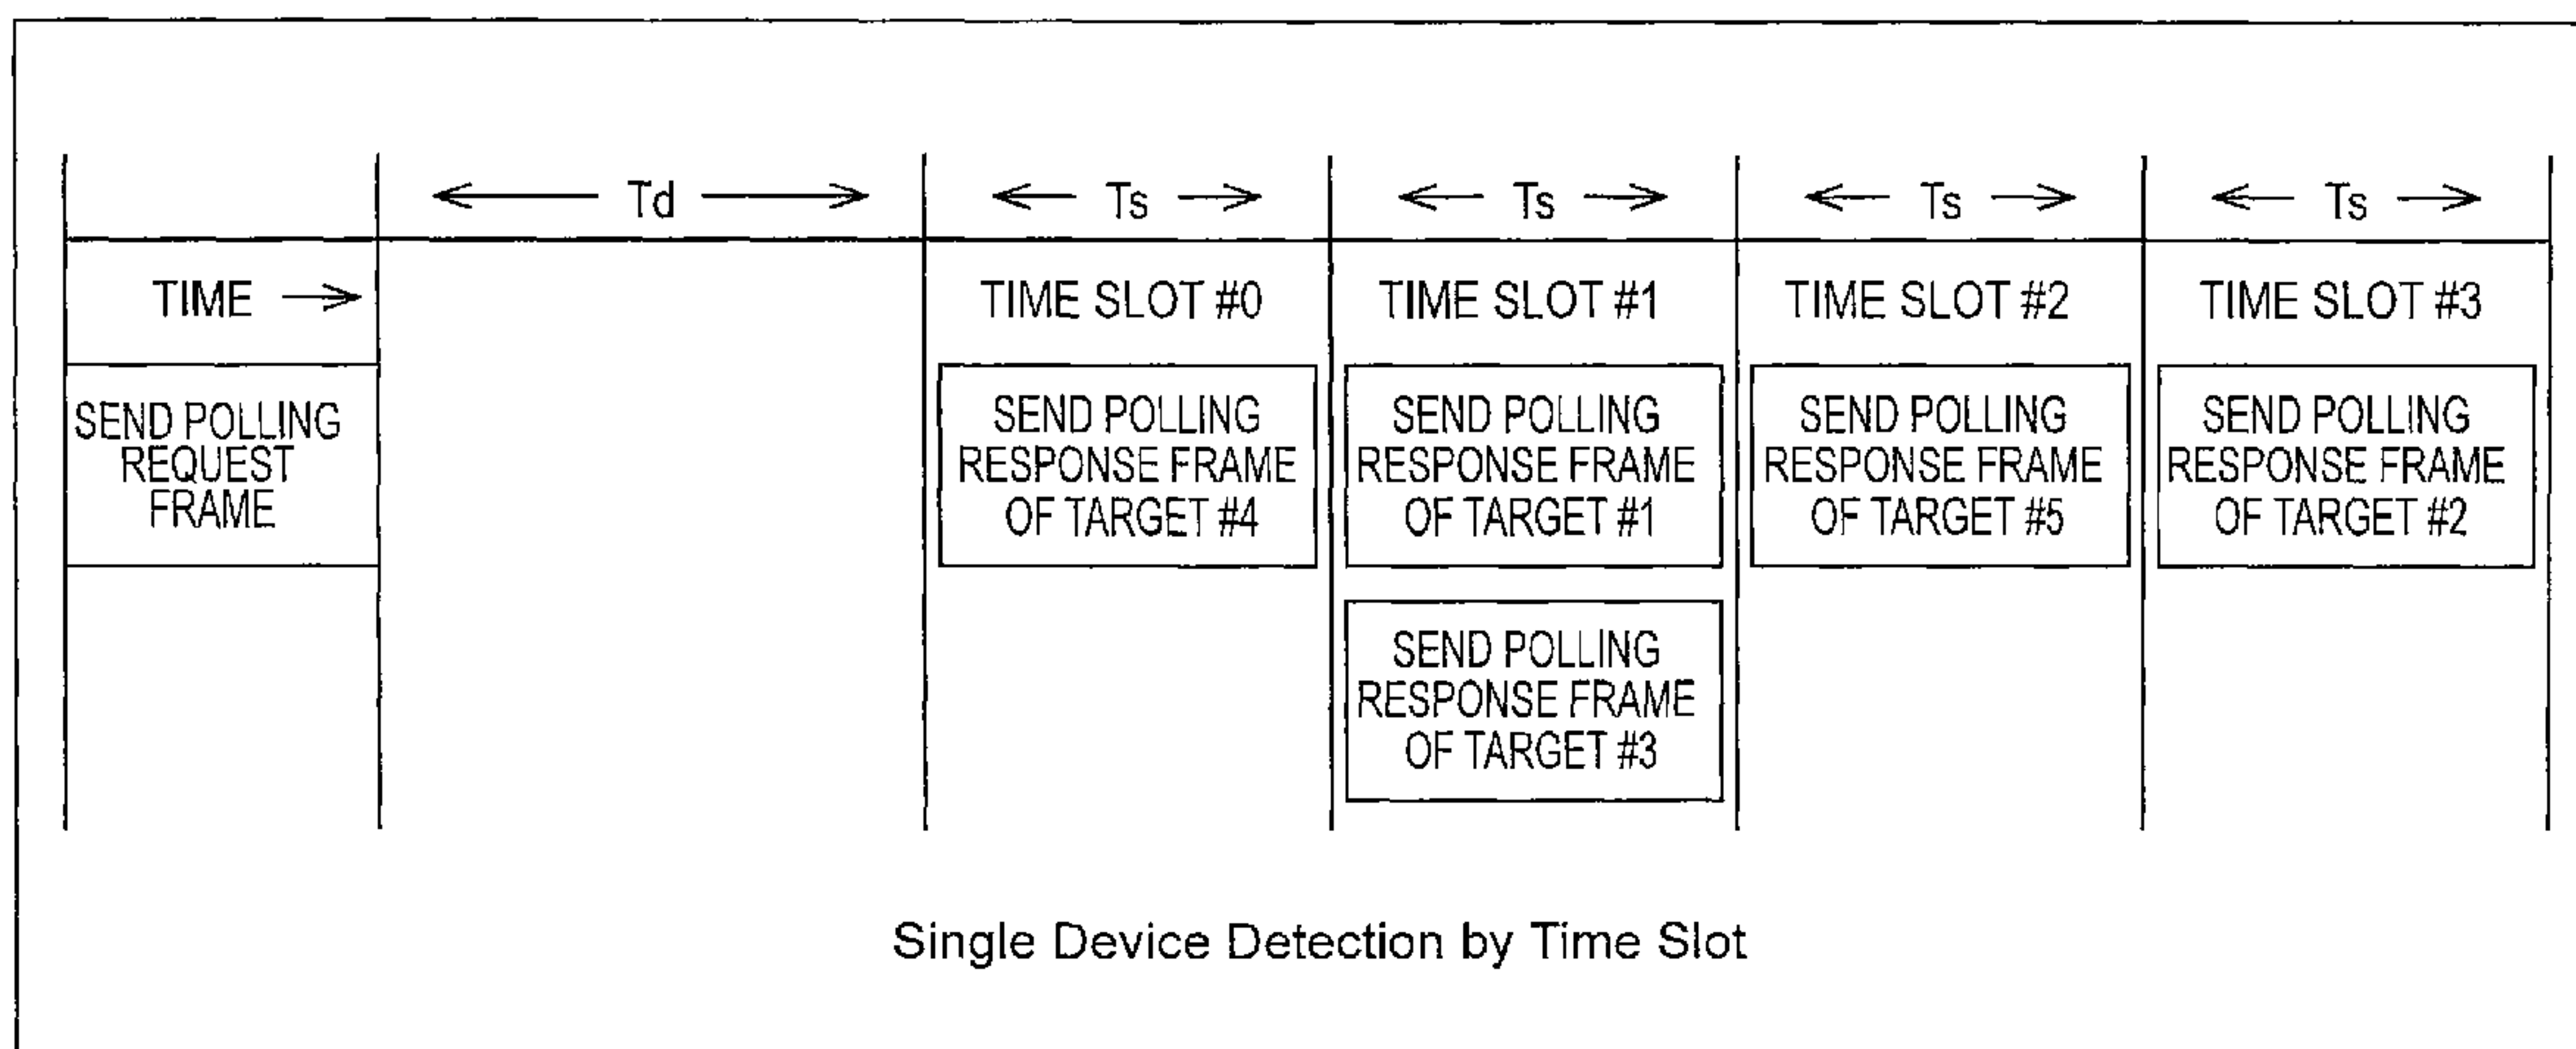 Td
Ts
Ts
Ts
Ts
TIME
TIME SLOT #0
TIME SLOT #1
TIME SLOT #2
TIME SLOT #3
SEND POLLING
REQUEST
FRAME
SEND POLLING
RESPONSE FRAME
OF TARGET #4
SEND POLLING
RESPONSE FRAME
OF TARGET #1
SEND POLLING
RESPONSE FRAME
OF TARGET #5
SEND POLLING
RESPONSE FRAME
OF TARGET #2
SEND POLLING
RESPONSE FRAME
OF TARGET #3
Single Device Detection by Time Slot